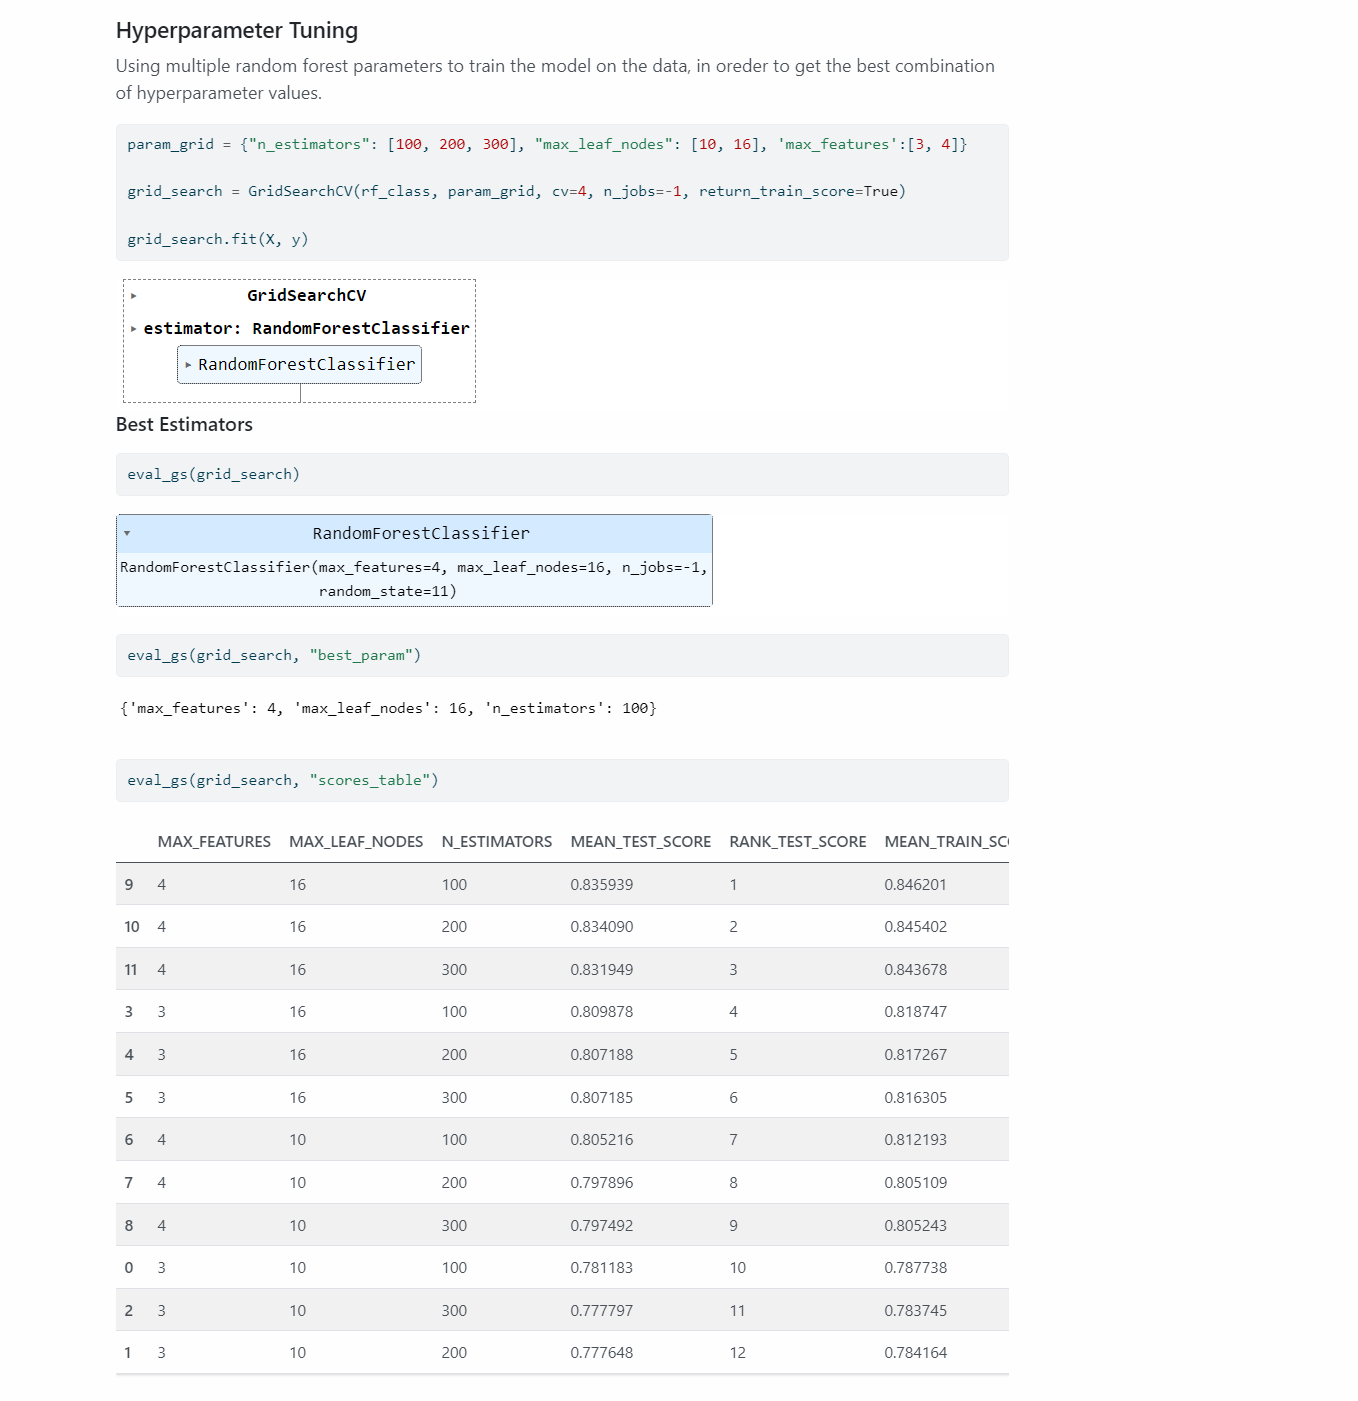 Hyperparameter Tuning
Using multiple random forest parameters to train the model on the data, in oreder to get the best combination
of hyperparameter values.
param_grid = {"n_estimators": [100, 200, 300], "max_leaf_nodes": [10, 16], 'max_features':[3, 4]}
grid_search = GridSearchCV(rf_class, param_grid, cv=4, n_jobs=-1, return_train_score=True)
grid_search.fit(X, y)
GridSearchCV
estimator: RandomForestClassifier
RandomForestClassifier
Best Estimators
eval_gs(grid_search)
RandomForestClassifier
RandomForestClassifier(max_features=4, max_leaf_nodes=16, n_jobs=-1,
random_state=11)
eval_gs(grid_search, "best_param")
{'max_features': 4, 'max_leaf_nodes': 16, 'n_estimators': 100}
eval_gs(grid_search, "scores_table")
MAX_FEATURES MAX_LEAF_NODES N_ESTIMATORS MEAN_TEST_SCORE RANK_TEST_SCORE MEAN_TRAIN_SC
9 4 16 100 0.835939 1 0.846201
10 4 16 200 0.834090 2 0.845402
11 4 16 300 0.831949 3 0.843678
3 3 16 100 0.809878 4 0.818747
4 3 16 200 0.807188 5 0.817267
5 3 16 300 0.807185 6 0.816305
6 4 10 100 0.805216 7 0.812193
7 4 10 200 0.797896 8 0.805109
8 4 10 300 0.797492 9 0.805243
0 3 10 100 0.781183 10 0.787738
2 3 10 300 0.777797 11 0.783745
1 3 10 200 0.777648 12 0.784164